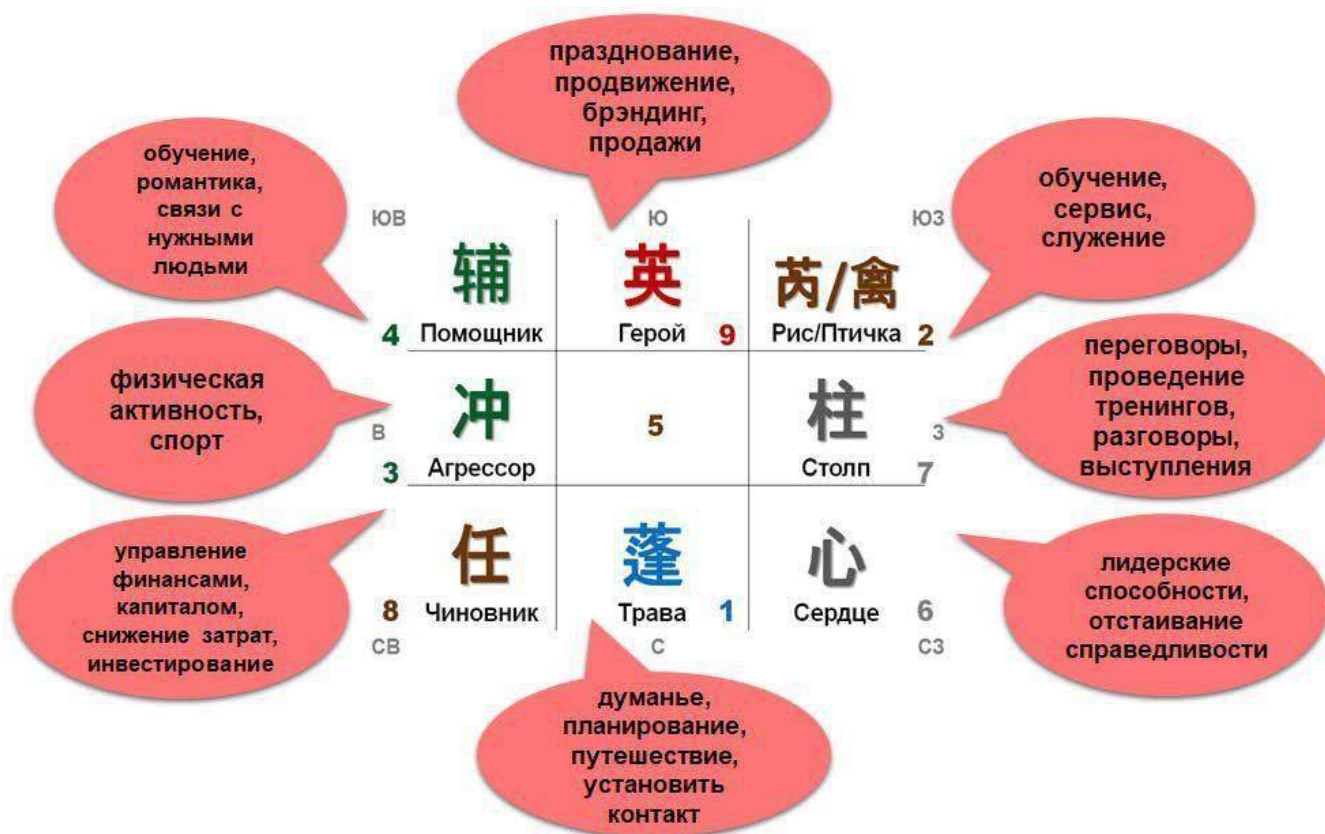 празднование,
продвижение,
брэндинг,
продажи
обучение,
романтика,
связи с
нужными
людьми
обучение,
сервис,
служение
ЮВ
Ю
ЮЗ
辅
英
芮/禽
4 Помощник
Герой 9
Рис/Птичка 2
физическая
активность,
спорт
переговоры,
проведение
тренингов,
разговоры,
выступления
冲
5
柱
В
З
3 Агрессор
Столп 7
управление
финансами,
капиталом,
снижение затрат,
инвестирование
лидерские
способности,
отстаивание
справедливости
任
蓬
心
8 Чиновник
Трава 1
Сердце 6
СВ
С
СЗ
думанье,
планирование,
путешествие,
установить
контакт